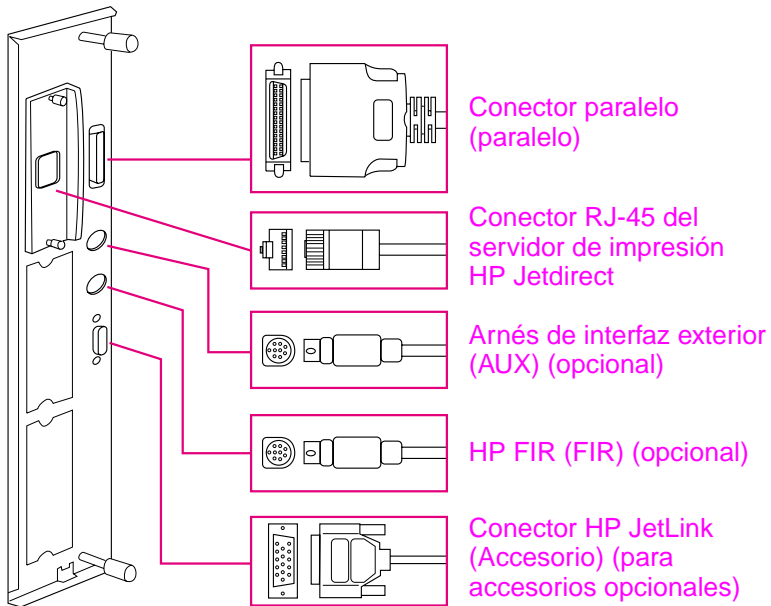 Conector paralelo
(paralelo)
Conector RJ-45 del
servidor de impresión
HP Jetdirect
Arnés de interfaz exterior
(AUX) (opcional)
HP FIR (FIR) (opcional)
Conector HP JetLink
(Accesorio) (para
accesorios opcionales)